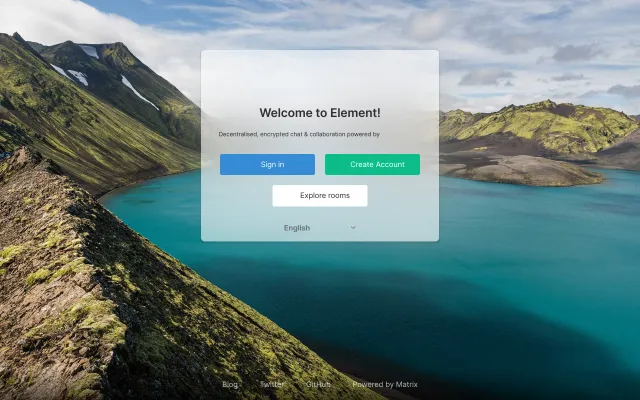 Welcome to Element!
Decentralised, encrypted chat & collaboration powered by
Sign in
Create Account
Explore rooms
English
Blog
Twitter
GitHub
Powered by Matrix